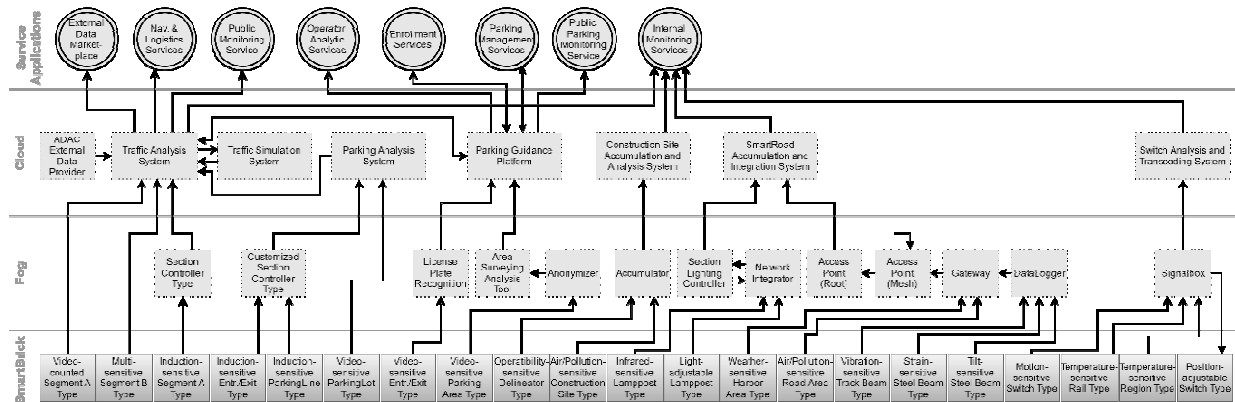 Service
Applications
External
Data
Market-
place
Nav. &
Logistics
Services
Public
Monitoring
Service
Operator
Analytic
Services
Enrollment
Services
Parking
Management
Services
Public
Parking
Monitoring
Service
Internal
Monitoring
Services
Cloud
ADAC
External
Data
Provider
Traffic Analysis
System
Traffic Simulation
System
Parking Analysis
System
Parking Guidance
Platform
Construction Site
Accumulation and
Analysis System
SmartRoad
Accumulation and
Integration System
Switch Analysis and
Transcoding System
Fog
Section
Controller
Type
Customized
Section
Controller
Type
License
Plate
Recognition
Area
Surveying
Analysis
Tool
Anonymizer
Accumulator
Section
Lighting
Controller
Network
Integrator
Access
Point
(Root)
Access
Point
(Mesh)
Gateway
DataLogger
Signalbox
SmartBrick
Video-
counted
Segment A
Type
Multi-
sensitive
Segment B
Type
Induction-
sensitive
Segment A
Type
Induction-
sensitive
Entr./Exit
Type
Induction-
sensitive
ParkingLine
Type
Video-
sensitive
ParkingLot
Type
Video-
sensitive
Entr./Exit
Type
Video-
sensitive
Parking
Area Type
Operatibility-
sensitive
Delineator
Type
Air/Pollution-
sensitive
Construction
Site Type
Infrared-
sensitive
Lamppost
Type
Light-
adjustable
Lamppost
Type
Weather-
sensitive
Harbor
Area Type
Air/Pollution-
sensitive
Road Area
Type
Vibration-
sensitive
Track Beam
Type
Strain-
sensitive
Steel Beam
Type
Tilt-
sensitive
Steel Beam
Type
Motion-
sensitive
Switch Type
Temperature-
sensitive
Rail Type
Temperature-
sensitive
Region Type
Position-
adjustable
Switch Type